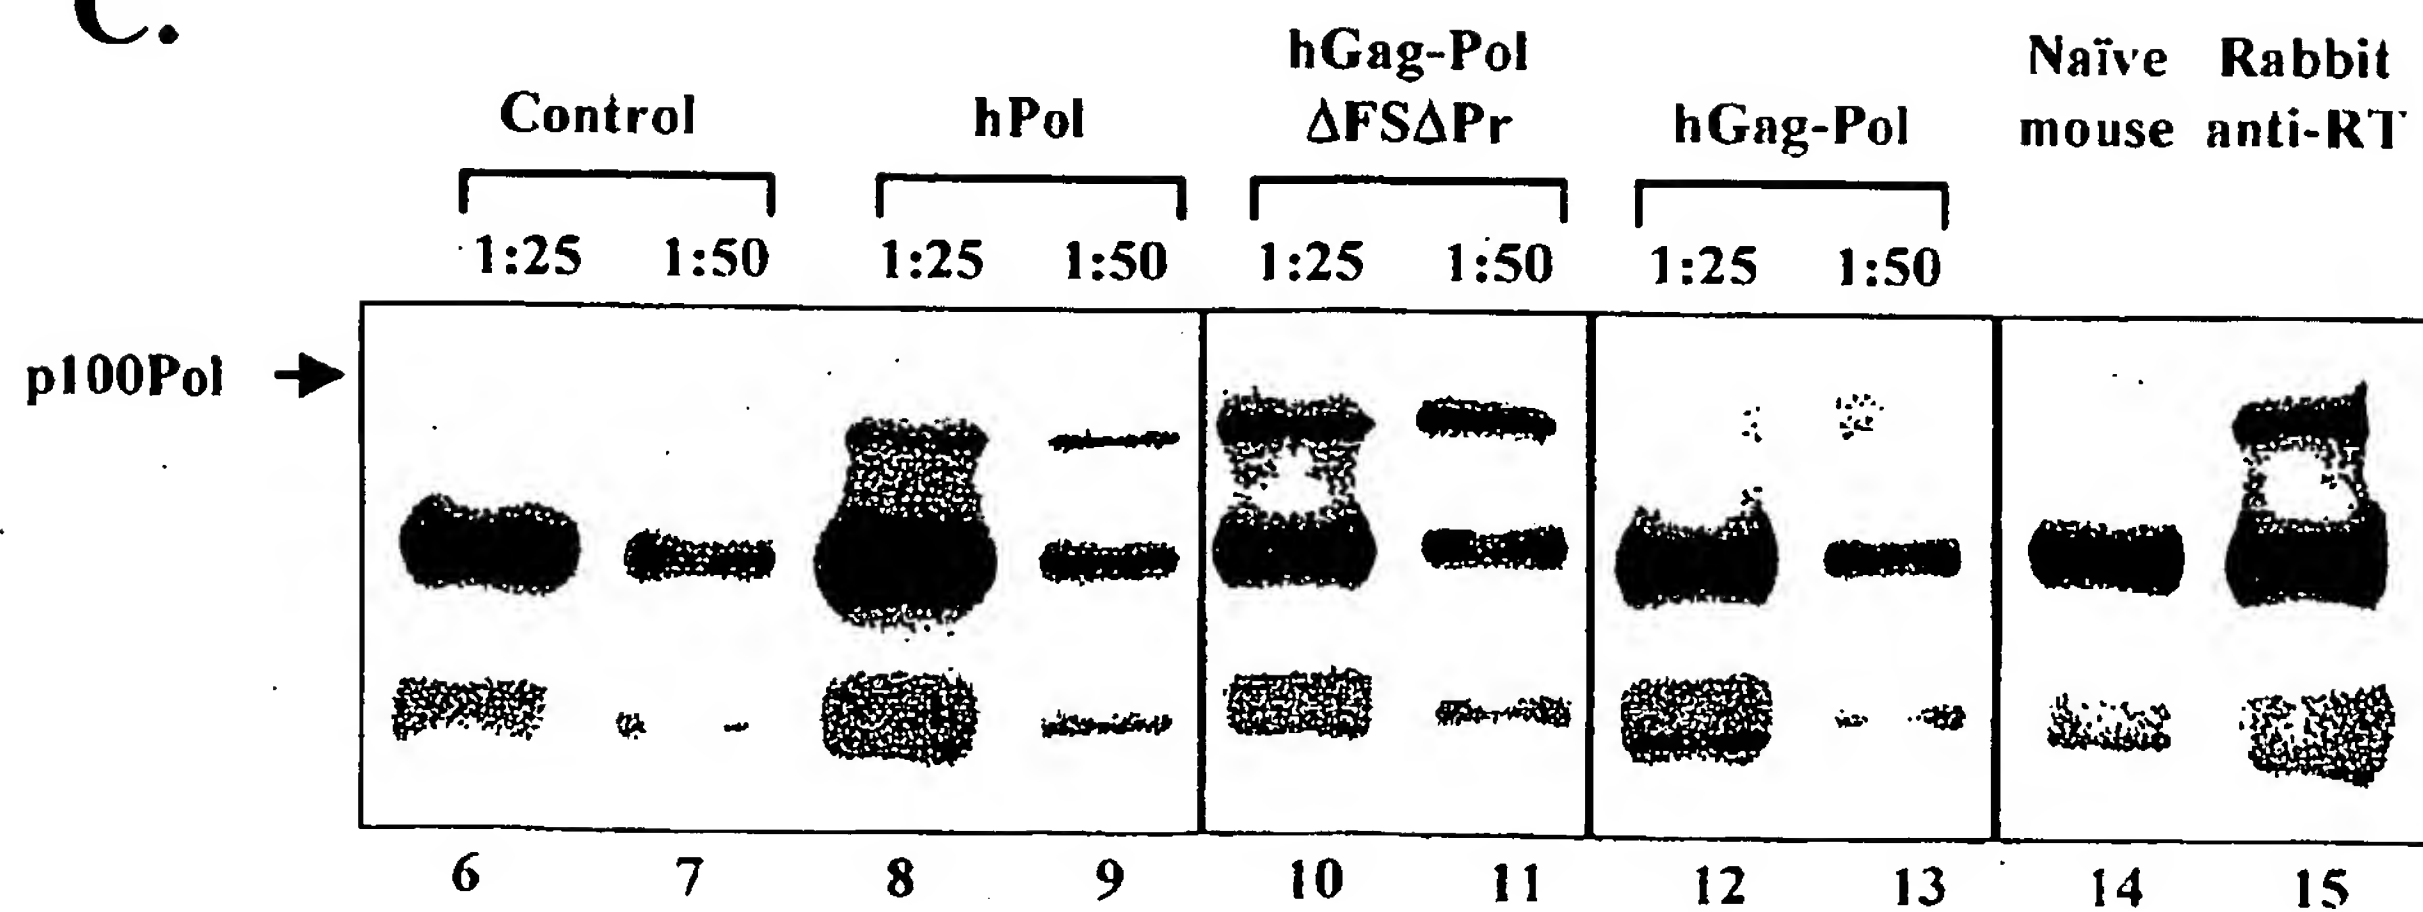 C.
hGag-Pol
Naïve Rabbit
Control hPol ΔFSΔPr hGag-Pol mouse anti-RT
1:25 1:50 1:25 1:50 1:25 1:50 1:25 1:50
p100Pol
6 7 8 9 10 11 12 13 14 15